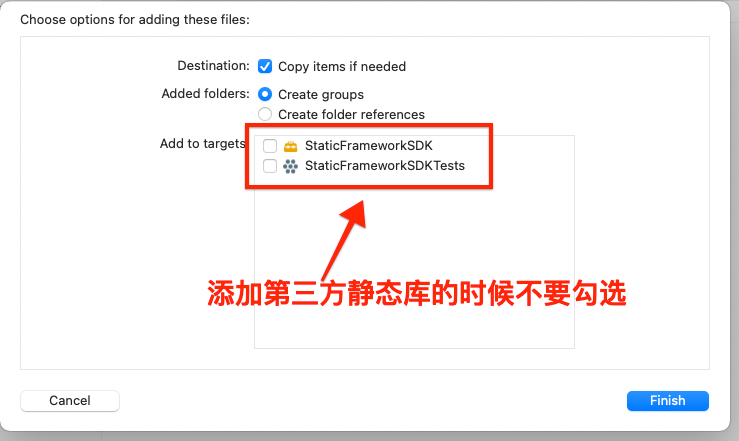 Choose options for adding these files:
Destination: Copy items if needed
Added folders: Create groups
Create folder references
Add to targets StaticFrameworkSDK
StaticFrameworkSDKTests
添加第三方静态库的时候不要勾选
Cancel Finish